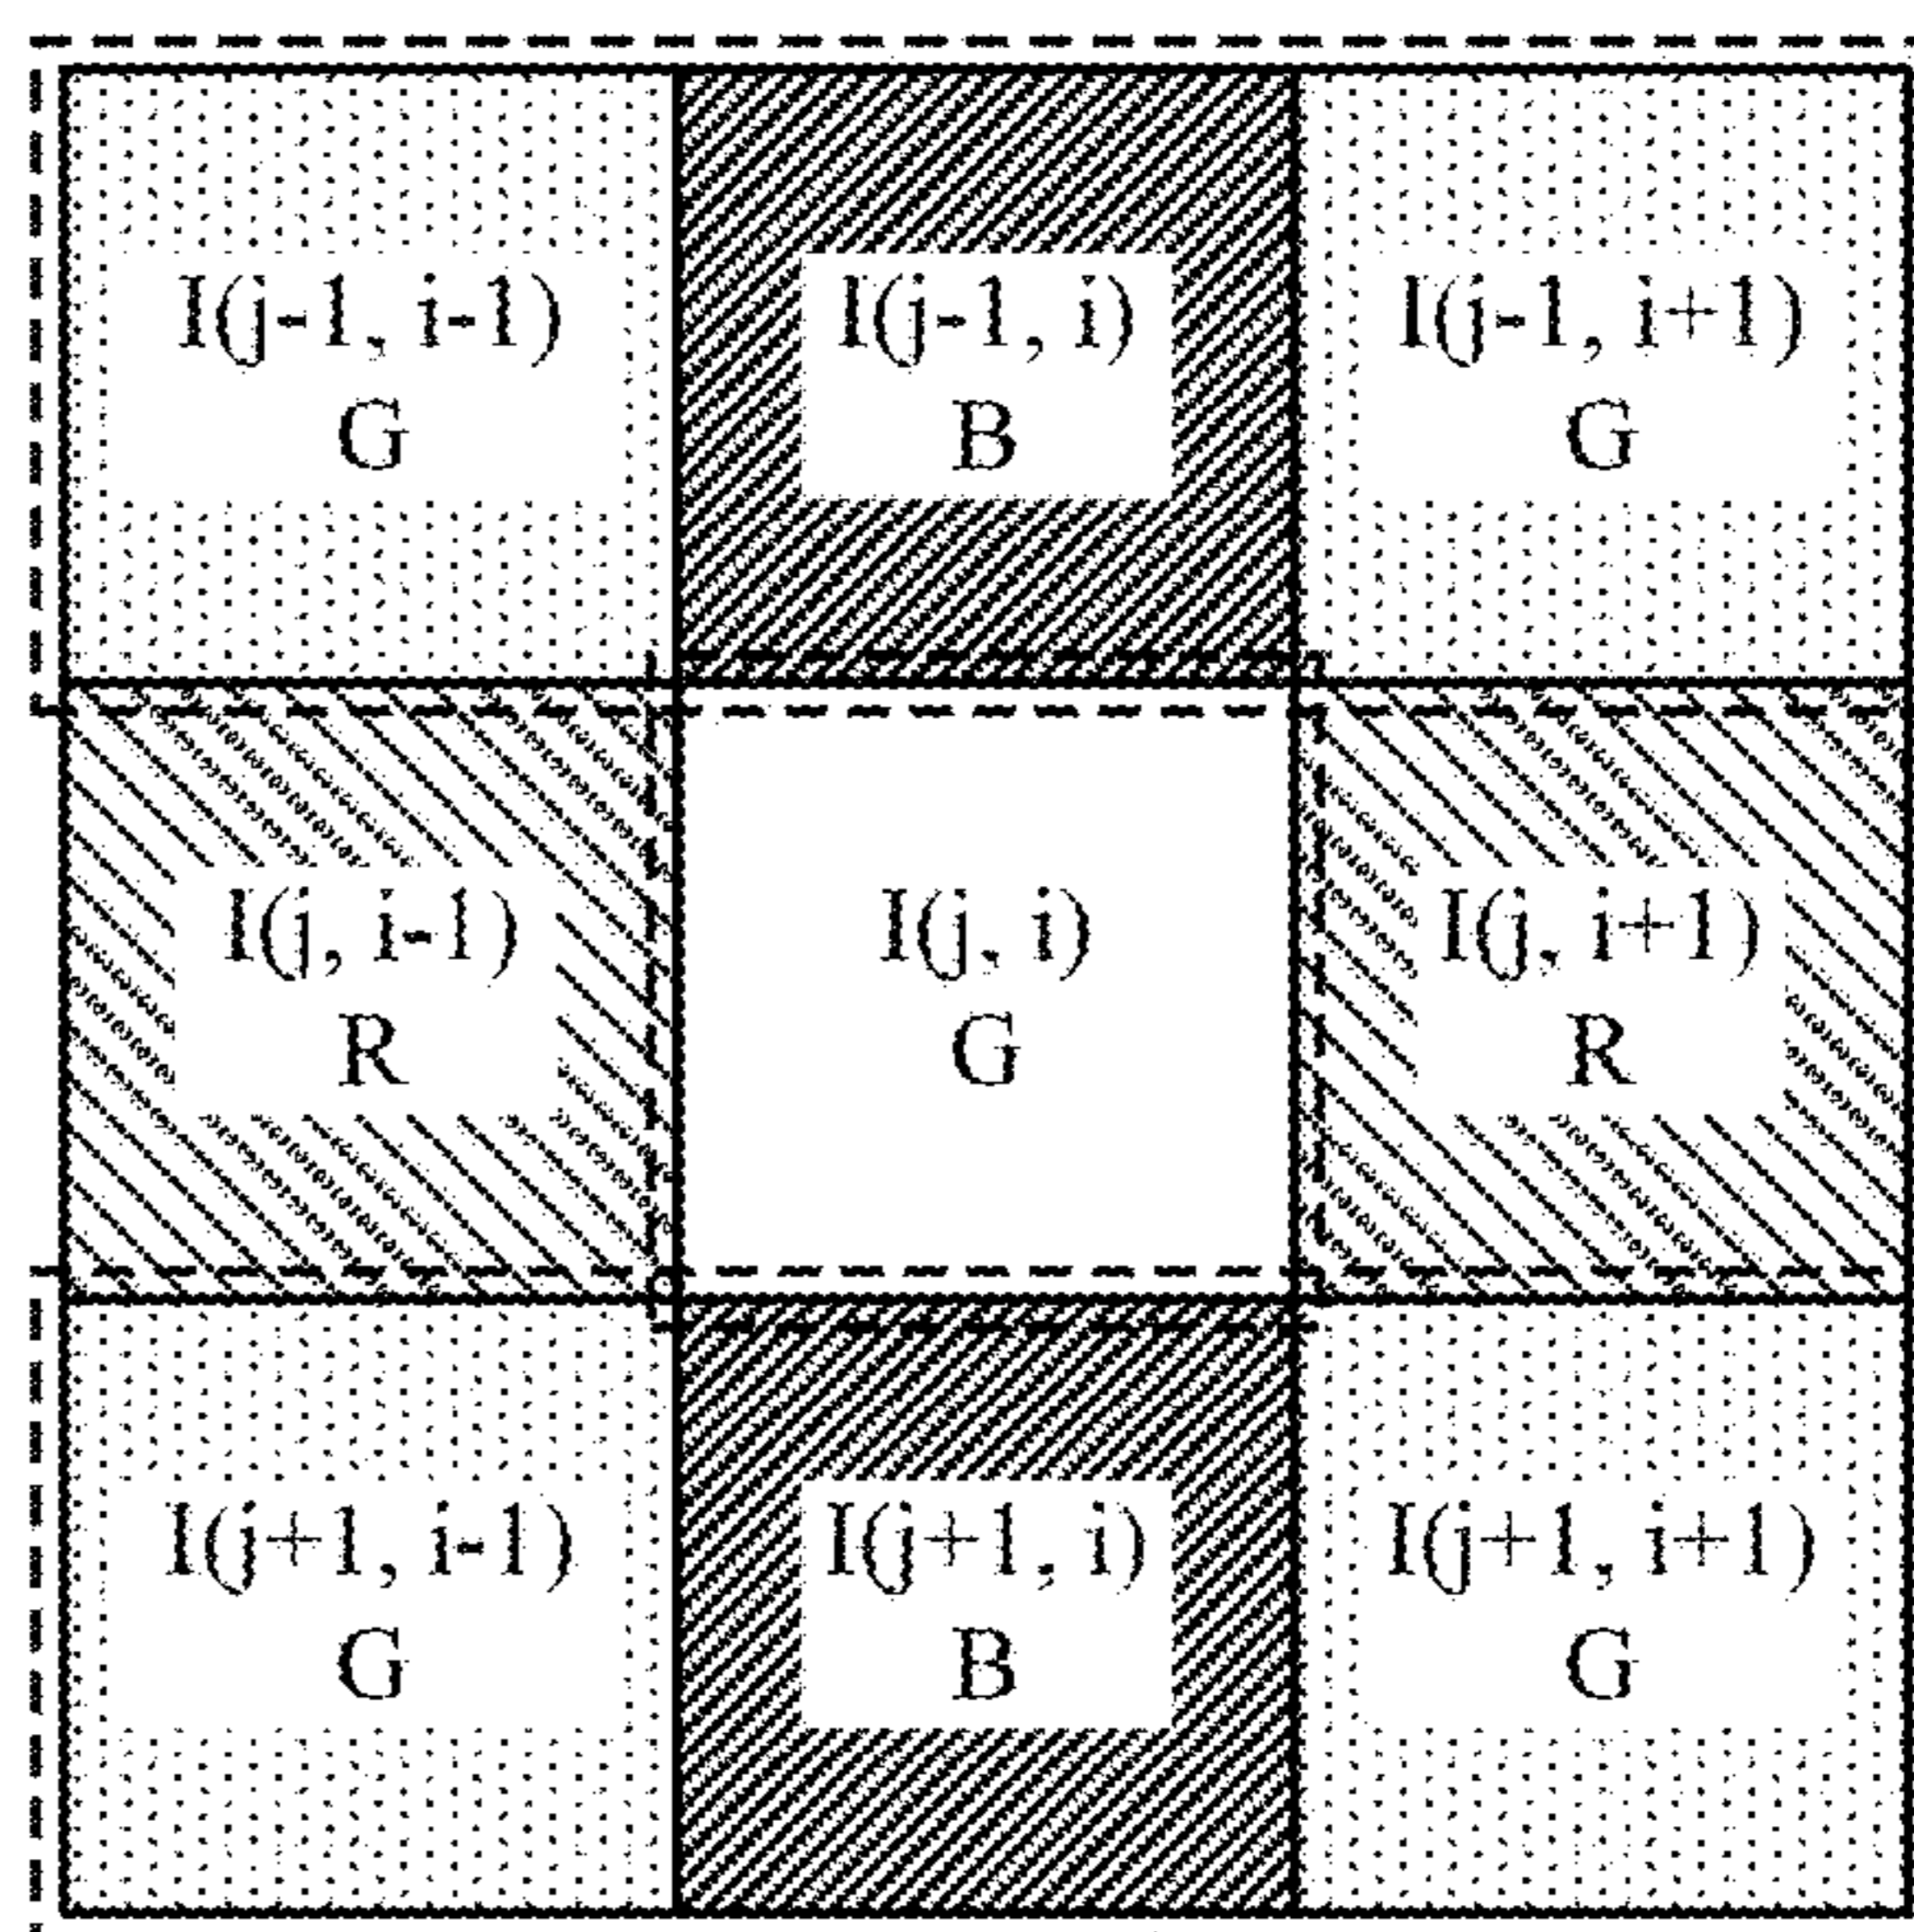 I(j-1, i-1)
G
I(j-1, i)
B
I(j-1, i+1)
G
I(j, i-1)
R
I(j, i)
G
I(j, i+1)
R
I(j+1, i-1)
G
I(j+1, i)
B
I(j+1, i+1)
G